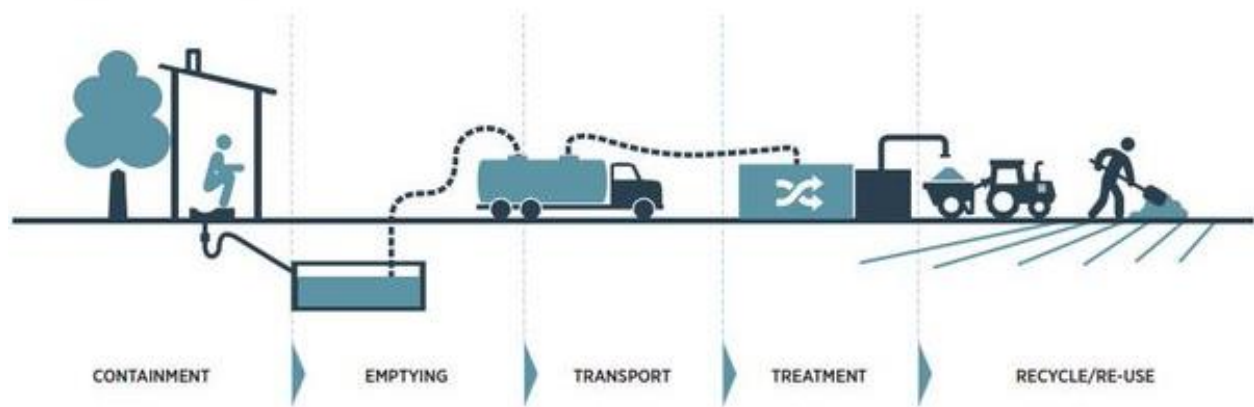 CONTAINMENT
EMPTYING
TRANSPORT
TREATMENT
RECYCLE/RE-USE